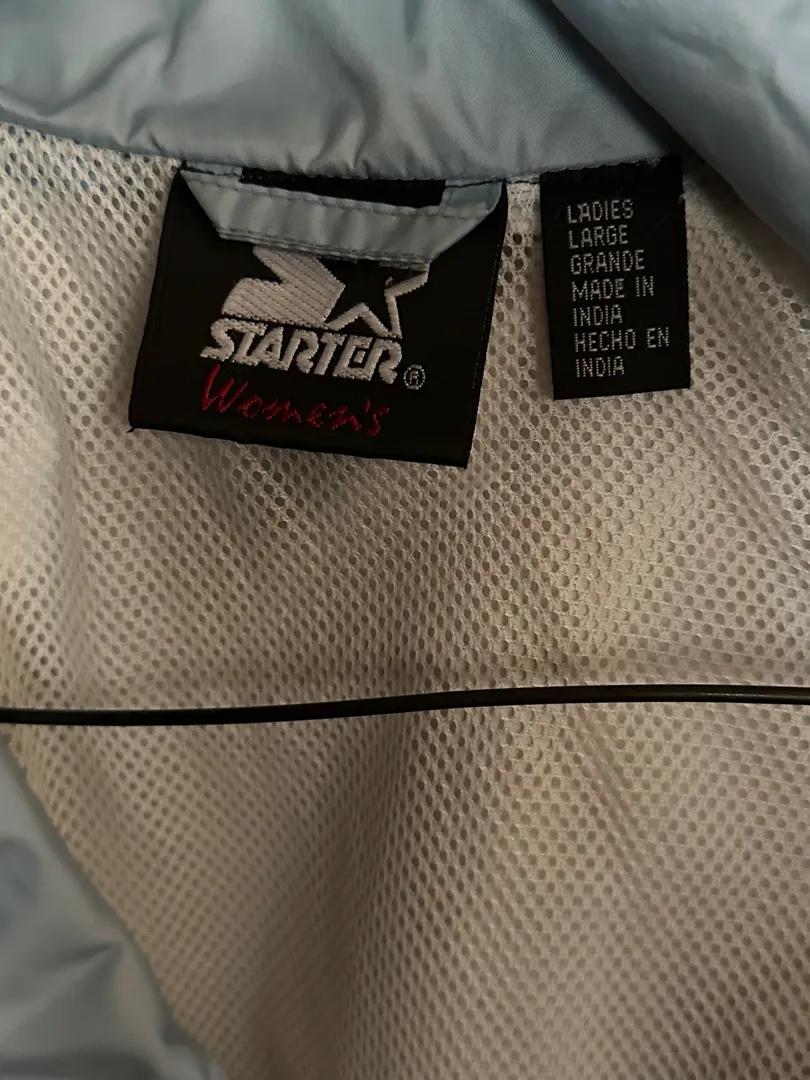 STARTER®
Women's
LADIES
LARGE
GRANDE
MADE IN
INDIA
HECHO EN
INDIA